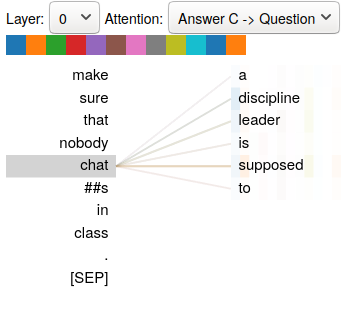 Layer: 0 Attention: Answer C -> Question
make a
sure discipline
that leader
nobody is
chat supposed
##s to
in
class
.
[SEP]